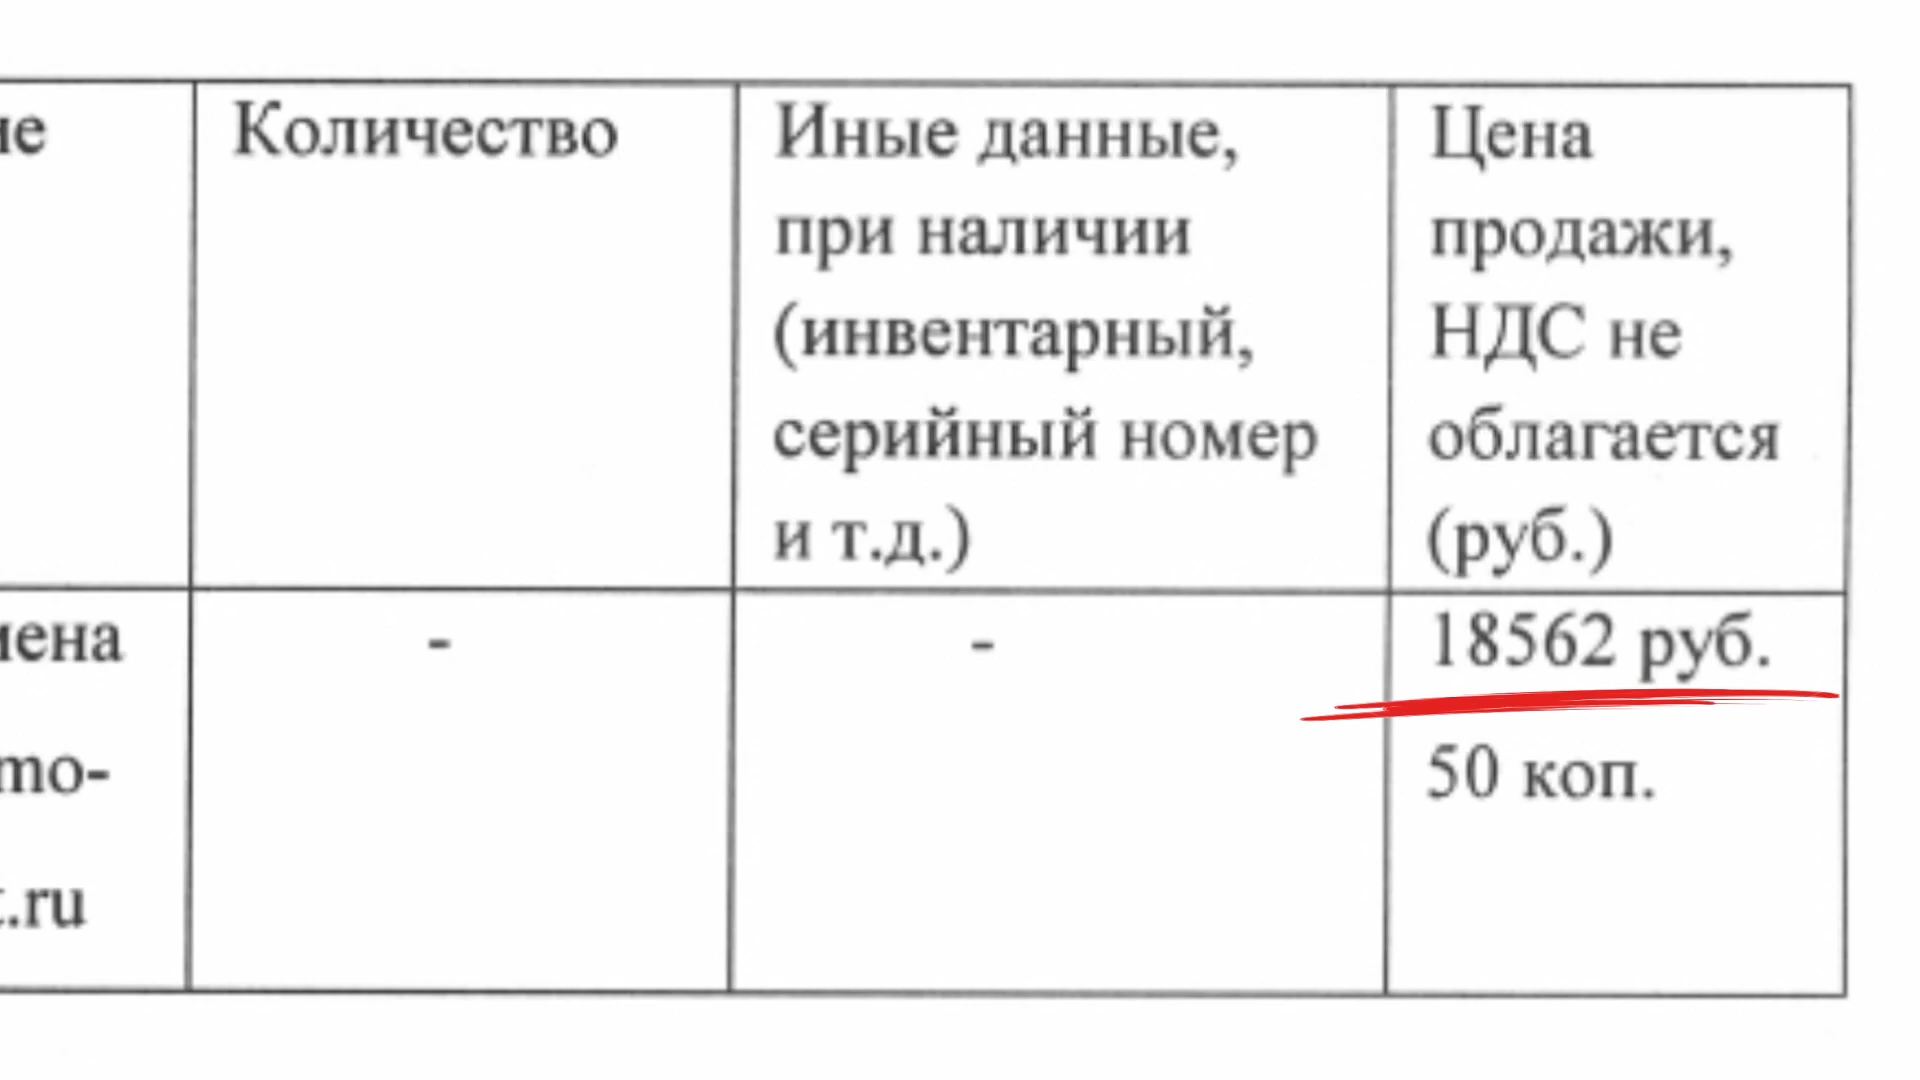 ие
Количество
Иные данные,
при наличии
(инвентарный,
серийный номер
и т.д.)
Цена
продажи,
НДС не
облагается
(руб.)
мена
mo-
t.ru
-
-
18562 руб.
50 коп.